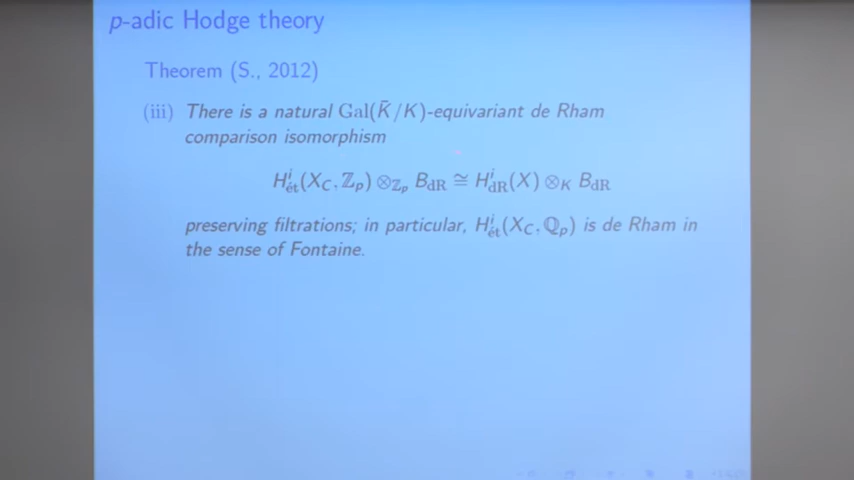 p-adic Hodge theory
Theorem (S., 2012)
(iii) There is a natural Gal(K̄/K)-equivariant de Rham
comparison isomorphism
H^i_ét(X_C, ℤ_p) ⊗_{ℤ_p} B_dR ≅ H^i_dR(X) ⊗_K B_dR
preserving filtrations; in particular, H^i_ét(X_C, ℚ_p) is de Rham in
the sense of Fontaine.